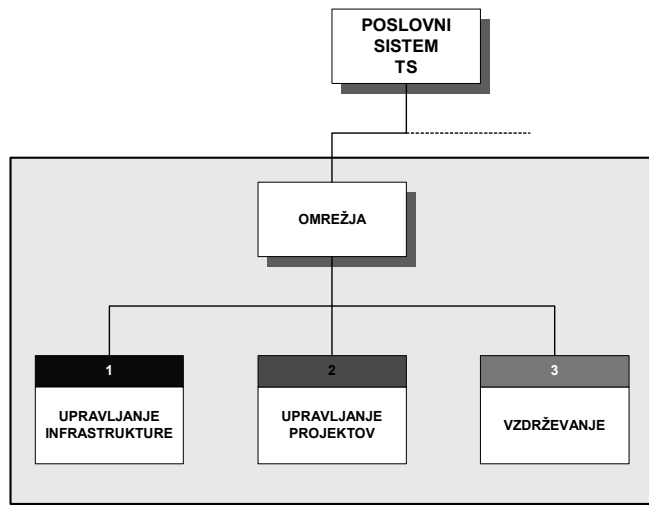 POSLOVNI
SISTEM
TS
OMREŽJA
1
UPRAVLJANJE
INFRASTRUKTURE
2
UPRAVLJANJE
PROJEKTOV
3
VZDRŽEVANJE